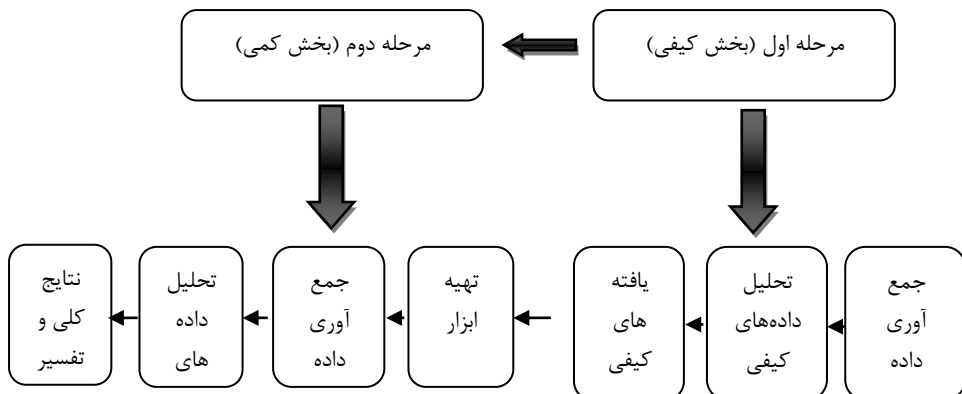 مرحله اول (بخش کیفی)
مرحله دوم (بخش کمی)
جمع
آوری
داده
تحلیل
داده‌های
کیفی
یافته
های
کیفی
تهیه
ابزار
جمع
آوری
داده
تحلیل
داده
های
نتایج
کلی و
تفسیر